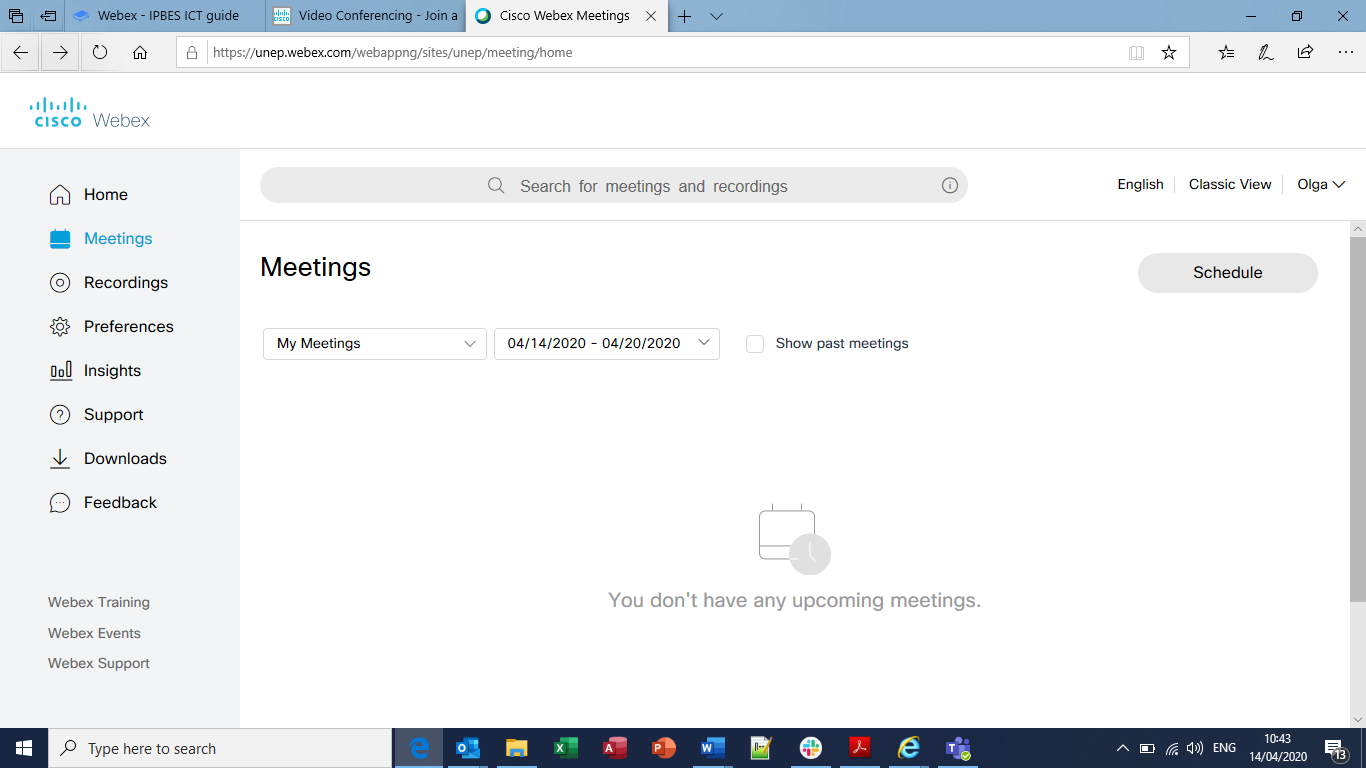 Webex - IPBES ICT guide
Video Conferencing - Join a
Cisco Webex Meetings
https://unep.webex.com/webappng/sites/unep/meeting/home
CISCO Webex
Home
Meetings
Recordings
Preferences
Insights
Support
Downloads
Feedback
Webex Training
Webex Events
Webex Support
Search for meetings and recordings
English
Classic View
Olga
Meetings
Schedule
My Meetings
04/14/2020 - 04/20/2020
Show past meetings
You don't have any upcoming meetings.
Type here to search
ENG
10:43
14/04/2020
13